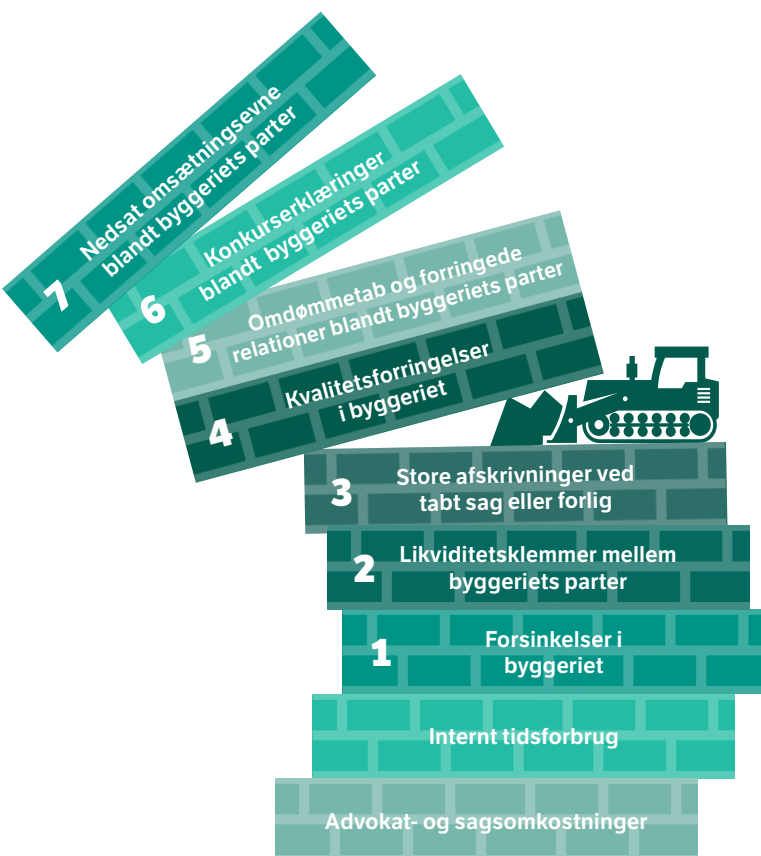 7
Nedsat omsætningsevne
blandt byggeriets parter
6
Konkurserklæringer
blandt byggeriets parter
5
Omdømmetab og forringede
relationer blandt byggeriets parter
4
Kvalitetsforringelser
i byggeriet
3
Store afskrivninger ved
tabt sag eller forlig
2
Likviditetsklemmer mellem
byggeriets parter
1
Forsinkelser i
byggeriet
Internt tidsforbrug
Advokat- og sagsomkostninger